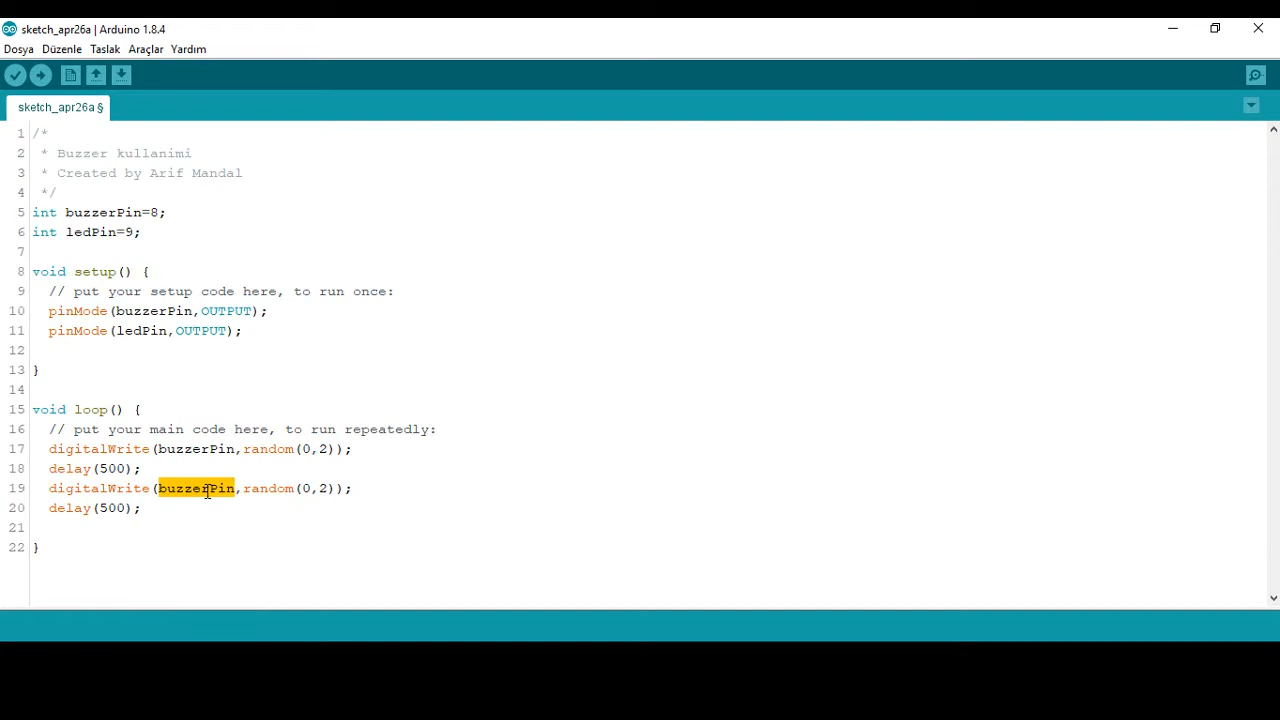 sketch_apr26a | Arduino 1.8.4
Dosya Düzenle Taslak Araçlar Yardım
sketch_apr26a §
1 /*
2  * Buzzer kullanimi
3  * Created by Arif Mandal
4  */
5 int buzzerPin=8;
6 int ledPin=9;
7
8 void setup() {
9   // put your setup code here, to run once:
10   pinMode(buzzerPin,OUTPUT);
11   pinMode(ledPin,OUTPUT);
12
13 }
14
15 void loop() {
16   // put your main code here, to run repeatedly:
17   digitalWrite(buzzerPin,random(0,2));
18   delay(500);
19   digitalWrite(buzzerPin,random(0,2));
20   delay(500);
21
22 }